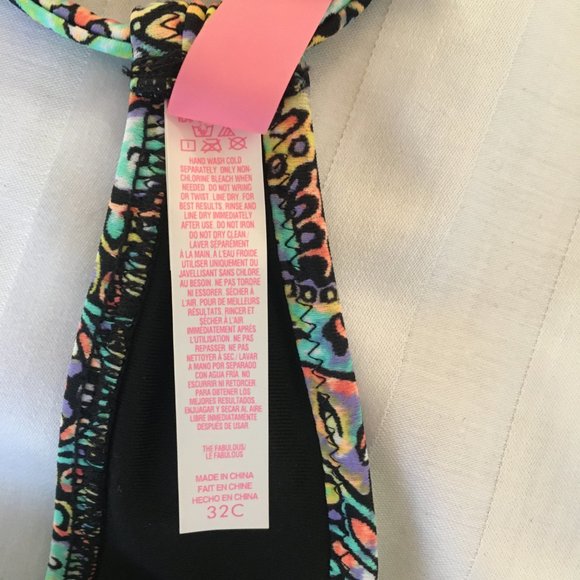 HAND WASH COLD
SEPARATELY. ONLY NON-
CHLORINE BLEACH WHEN
NEEDED. DO NOT WRING
OR TWIST. LINE DRY. FOR
BEST RESULTS, RINSE AND
LINE DRY IMMEDIATELY
AFTER USE. DO NOT IRON
DO NOT DRY CLEAN /
LAVER SÉPARÉMENT
À LA MAIN, À L'EAU FROIDE
UTILISER UNIQUEMENT DU
JAVELLISANT SANS CHLORE,
AU BESOIN. NE PAS TORDRE
NI ESSORER. SÉCHER À
L'AIR. POUR DE MEILLEURS
RÉSULTATS, RINCER ET
SÉCHER À L'AIR
IMMÉDIATEMENT APRÈS
L'UTILISATION. NE PAS
REPASSER. NE PAS
NETTOYER À SEC / LAVAR
A MANO POR SEPARADO
CON AGUA FRÍA. NO
ESCURRIR NI RETORCER.
PARA OBTENER LOS
MEJORES RESULTADOS,
ENJUAGAR Y SECAR AL AIRE
LIBRE INMEDIATAMENTE
DESPUÉS DE USAR.
THE FABULOUS/
LE FABULOUS
MADE IN CHINA
FAIT EN CHINE
HECHO EN CHINA
32C